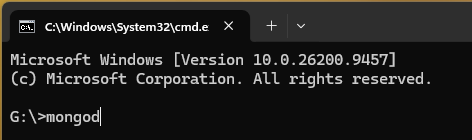 C:\Windows\System32\cmd.e
Microsoft Windows [Version 10.0.26200.9457]
(c) Microsoft Corporation. All rights reserved.
G:\>mongod